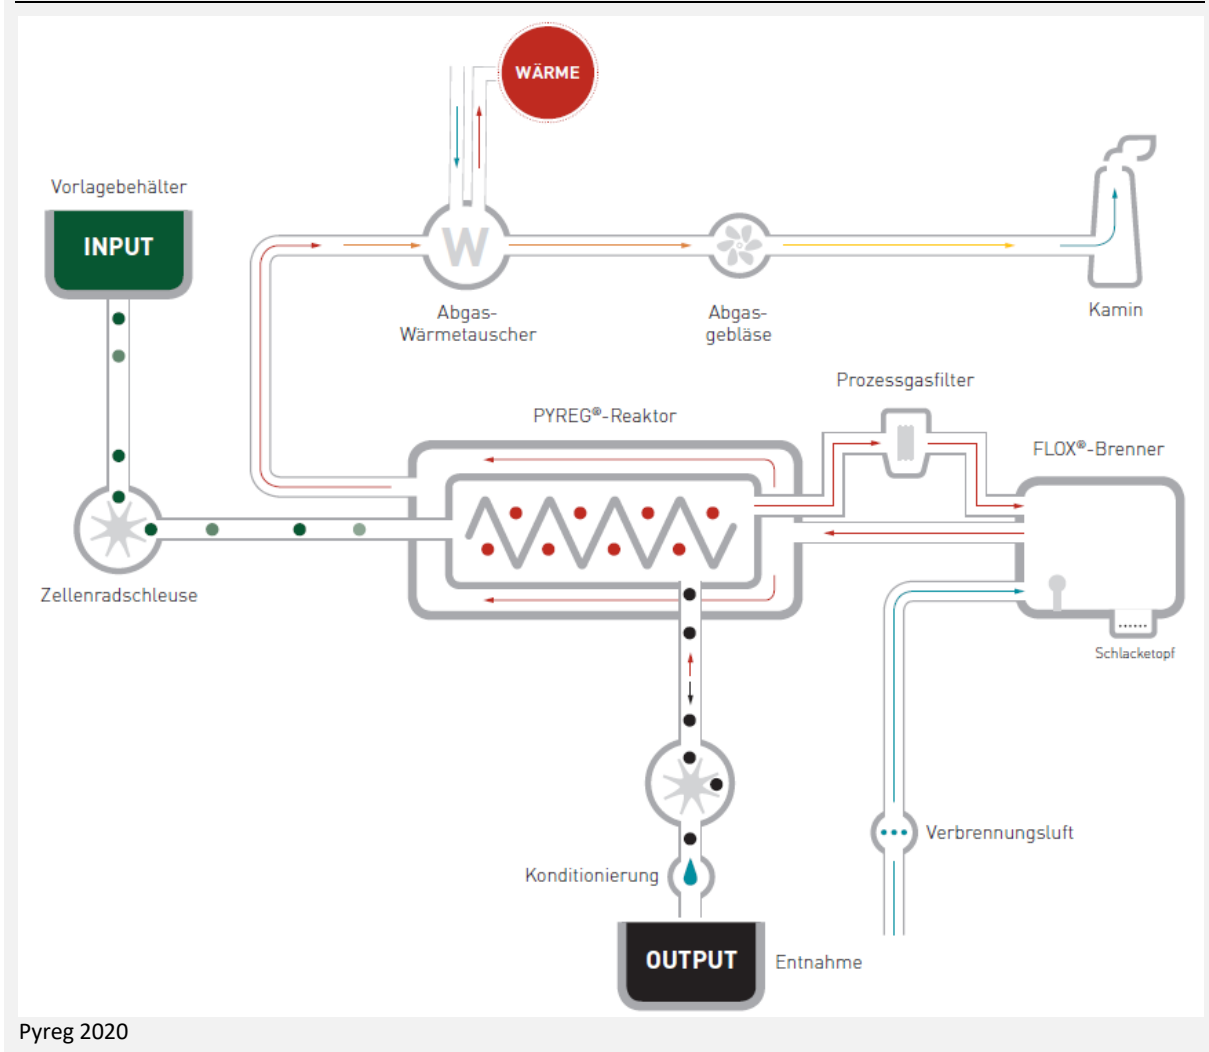 WÄRME
Vorlagebehälter
INPUT
W
Abgas-
Wärmetauscher
Abgas-
gebläse
Kamin
Prozessgasfilter
PYREG®-Reaktor
FLOX®-Brenner
Zellenradschleuse
Schlacketopf
Verbrennungsluft
Konditionierung
OUTPUT
Entnahme
Pyreg 2020